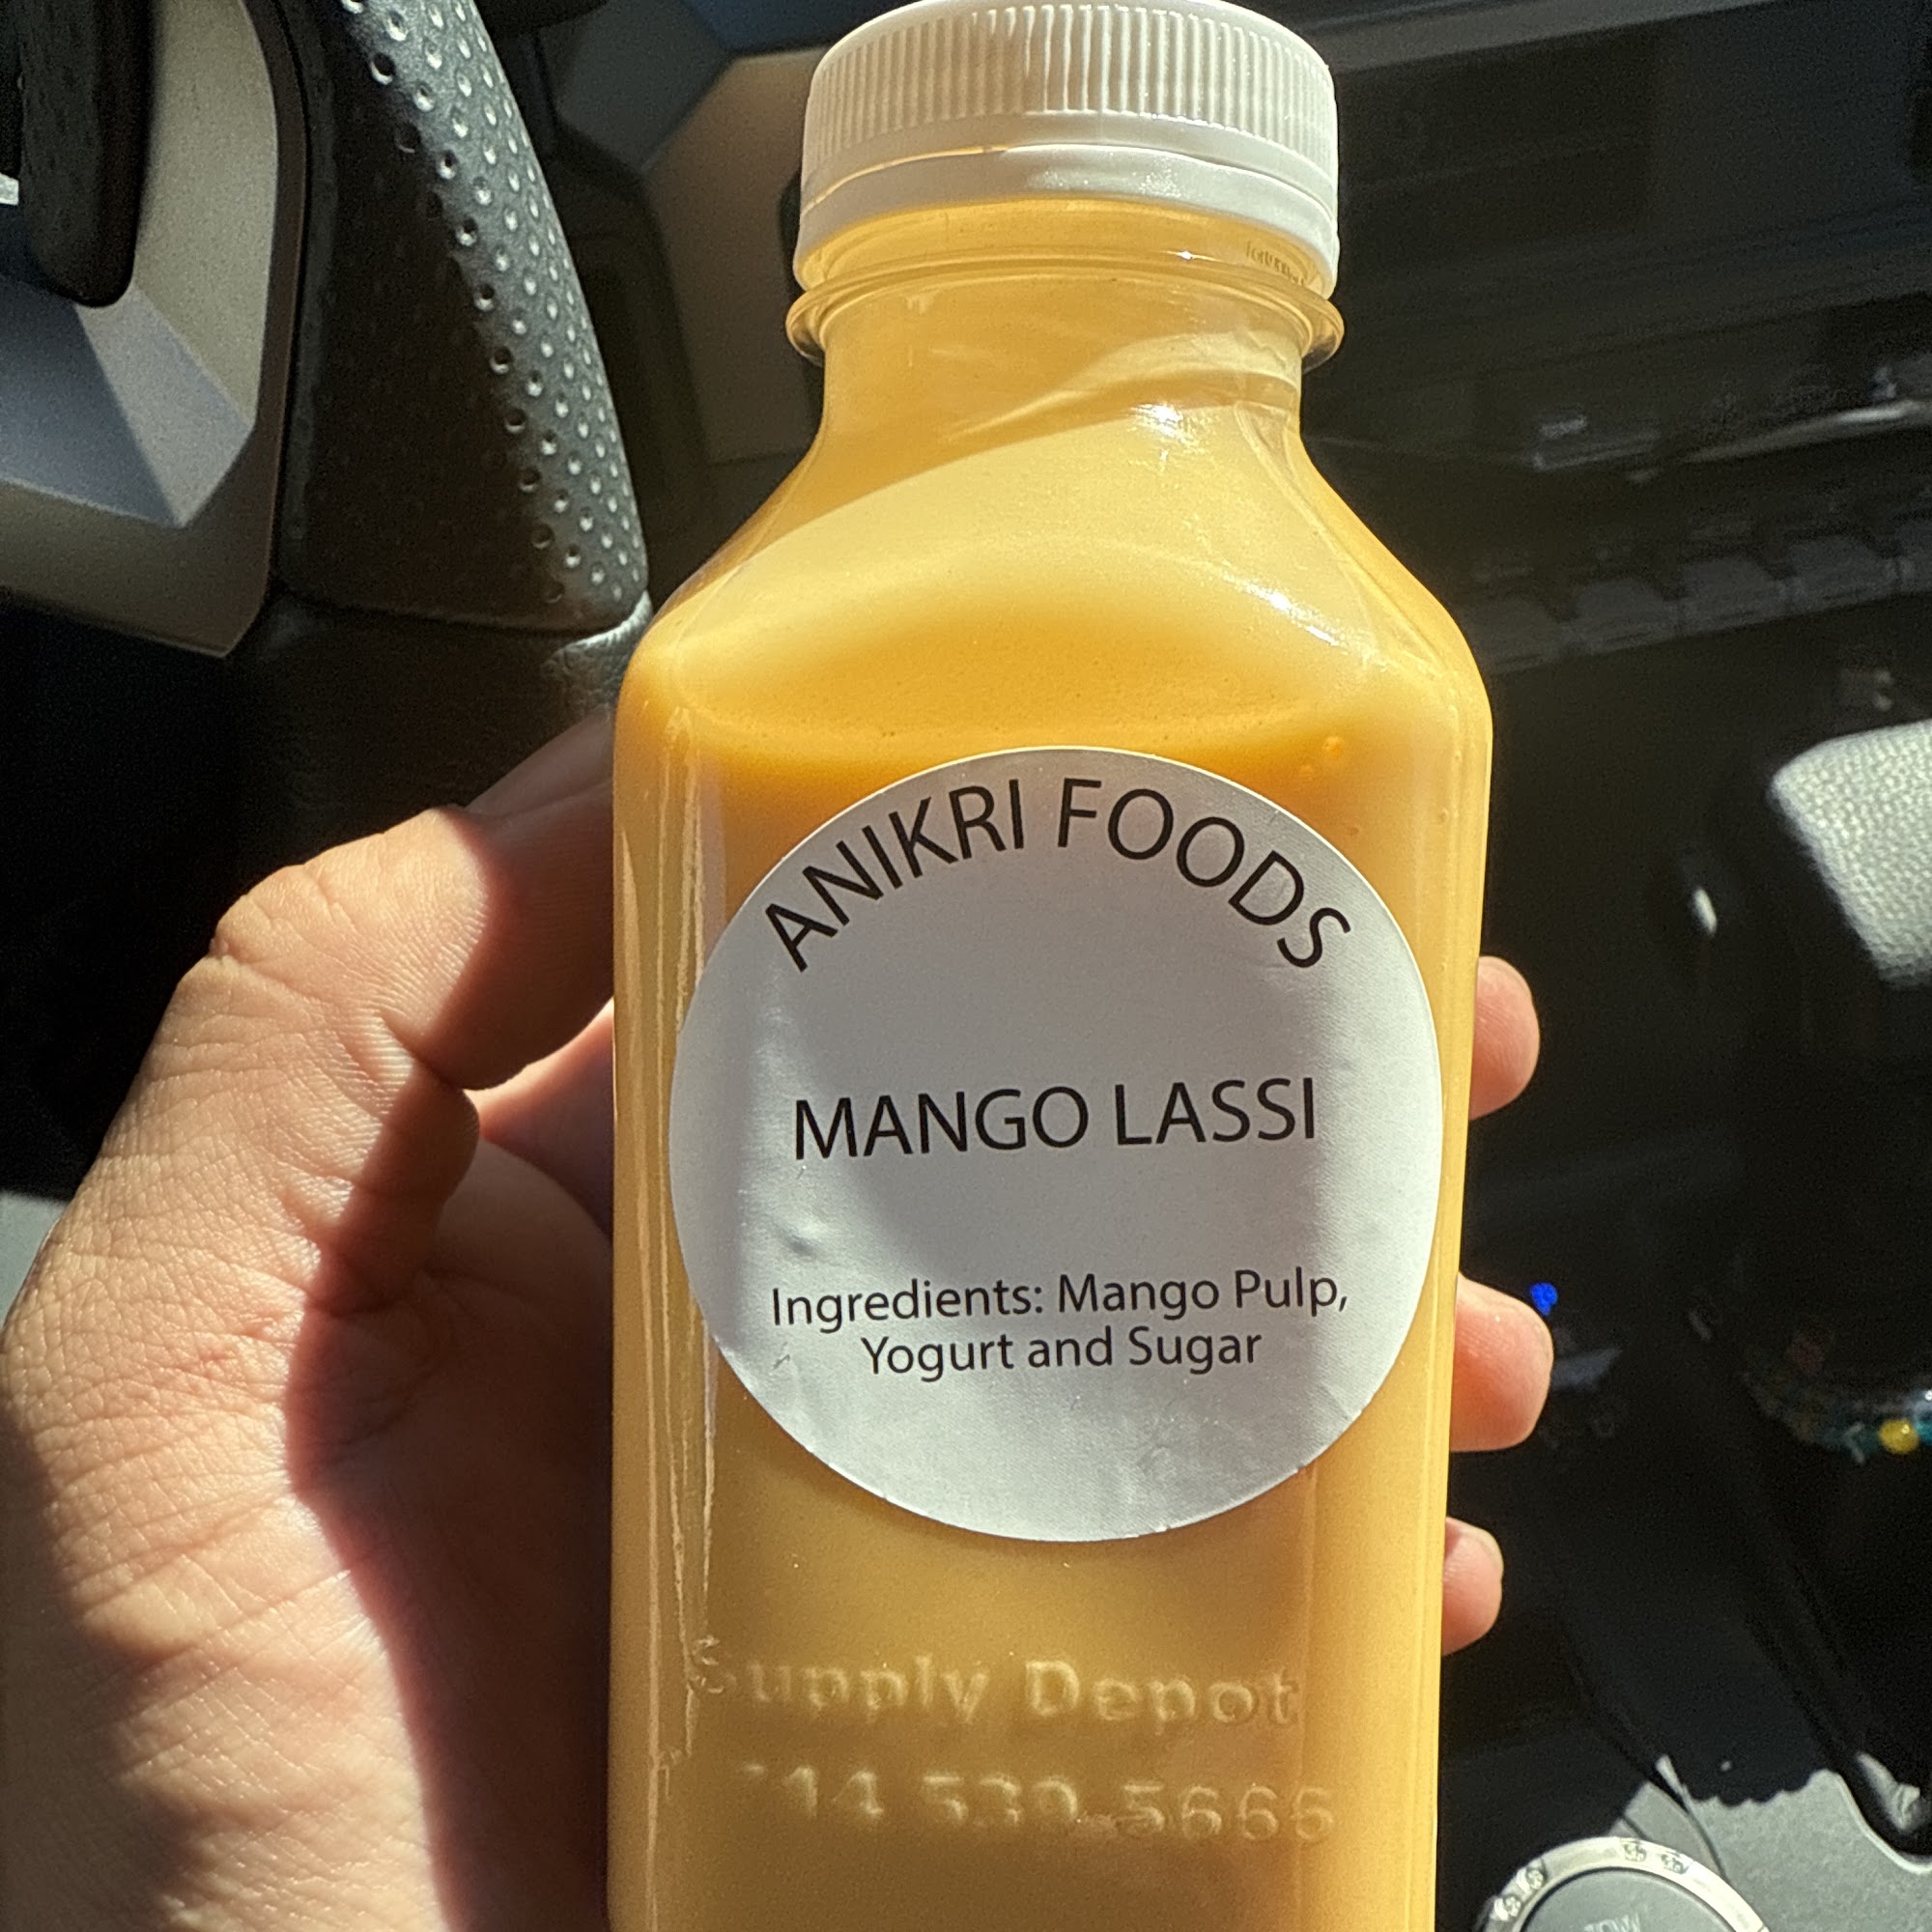 ANIKRI FOODS
MANGO LASSI
Ingredients: Mango Pulp,
Yogurt and Sugar
Supply Depot